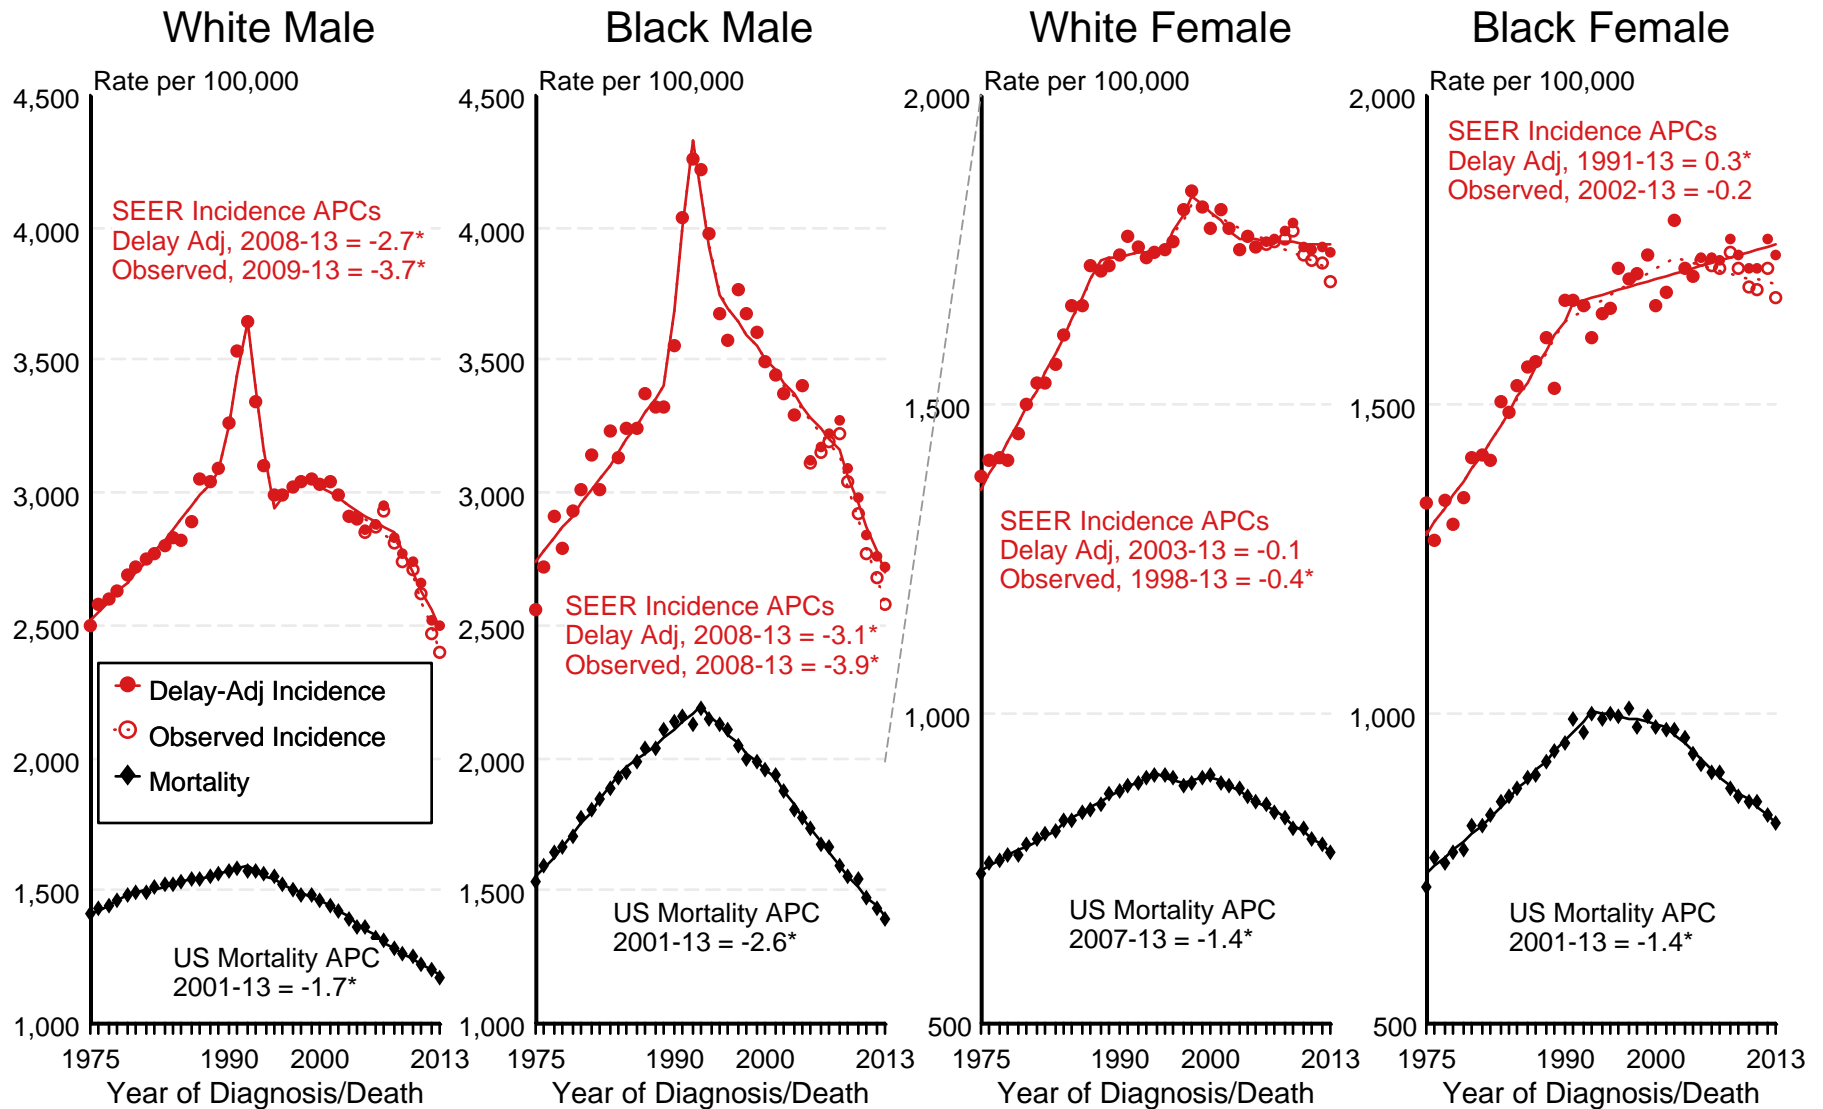 White Male
Rate per 100,000
4,500
4,000
3,500
3,000
2,500
2,000
1,500
1,000
SEER Incidence APCs
Delay Adj, 2008-13 = -2.7*
Observed, 2009-13 = -3.7*
Delay-Adj Incidence
Observed Incidence
Mortality
US Mortality APC
2001-13 = -1.7*
1975 1990 2000 2013
Year of Diagnosis/Death
Black Male
Rate per 100,000
4,500
4,000
3,500
3,000
2,500
2,000
1,500
1,000
SEER Incidence APCs
Delay Adj, 2008-13 = -3.1*
Observed, 2008-13 = -3.9*
US Mortality APC
2001-13 = -2.6*
1975 1990 2000 2013
Year of Diagnosis/Death
White Female
Rate per 100,000
2,000
1,500
1,000
500
SEER Incidence APCs
Delay Adj, 2003-13 = -0.1
Observed, 1998-13 = -0.4*
US Mortality APC
2007-13 = -1.4*
1975 1990 2000 2013
Year of Diagnosis/Death
Black Female
Rate per 100,000
2,000
1,500
1,000
500
SEER Incidence APCs
Delay Adj, 1991-13 = 0.3*
Observed, 2002-13 = -0.2
US Mortality APC
2001-13 = -1.4*
1975 1990 2000 2013
Year of Diagnosis/Death